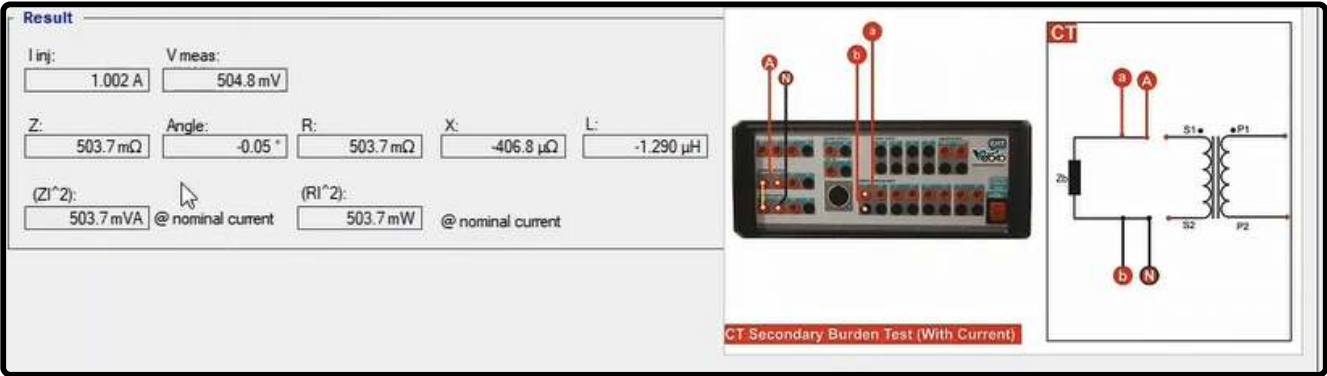 Result
I inj:
V meas:
1.002 A
504.8 mV
Z:
Angle:
R:
X:
L:
503.7 mΩ
-0.05 °
503.7 mΩ
-406.8 µΩ
-1.290 µH
(ZI^2):
(RI^2):
503.7 mVA
@ nominal current
503.7 mW
@ nominal current
a
b
A
N
CT Secondary Burden Test (With Current)
CT
a
A
S1
P1
Zb
S2
P2
b
N